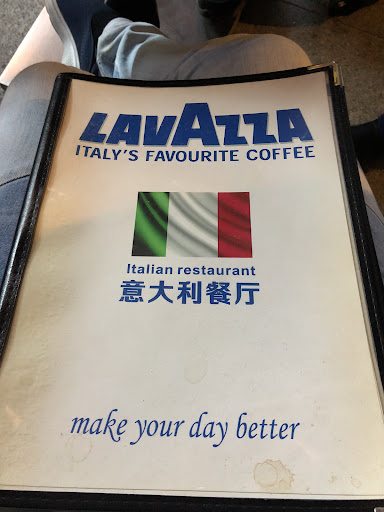 LAVAZZA
ITALY'S FAVOURITE COFFEE
Italian restaurant
意大利餐厅
make your day better